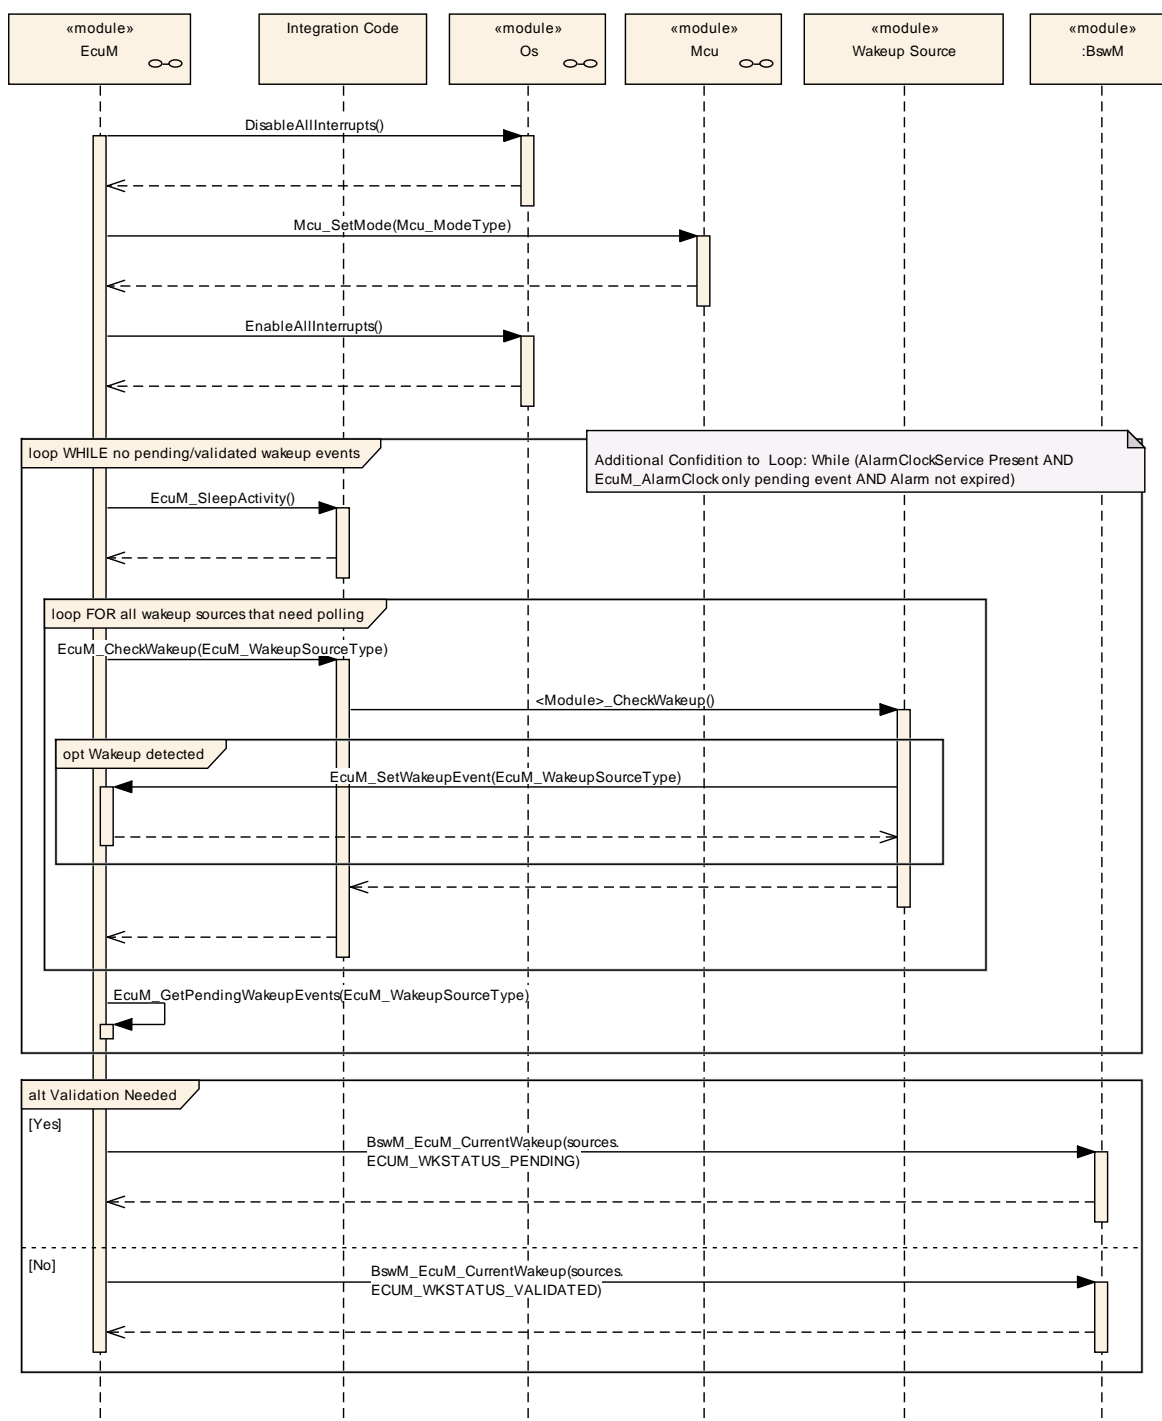 «module»
EcuM
Integration Code
«module»
Os
«module»
Mcu
«module»
Wakeup Source
«module»
:BswM
DisableAllInterrupts()
Mcu_SetMode(Mcu_ModeType)
EnableAllInterrupts()
loop WHILE no pending/validated wakeup events
Additional Confidition to Loop: While (AlarmClockService Present AND
EcuM_AlarmClock only pending event AND Alarm not expired)
EcuM_SleepActivity()
loop FOR all wakeup sources that need polling
EcuM_CheckWakeup(EcuM_WakeupSourceType)
<Module>_CheckWakeup()
opt Wakeup detected
EcuM_SetWakeupEvent(EcuM_WakeupSourceType)
EcuM_GetPendingWakeupEvents(EcuM_WakeupSourceType)
alt Validation Needed
[Yes]
BswM_EcuM_CurrentWakeup(sources.
ECUM_WKSTATUS_PENDING)
[No]
BswM_EcuM_CurrentWakeup(sources.
ECUM_WKSTATUS_VALIDATED)